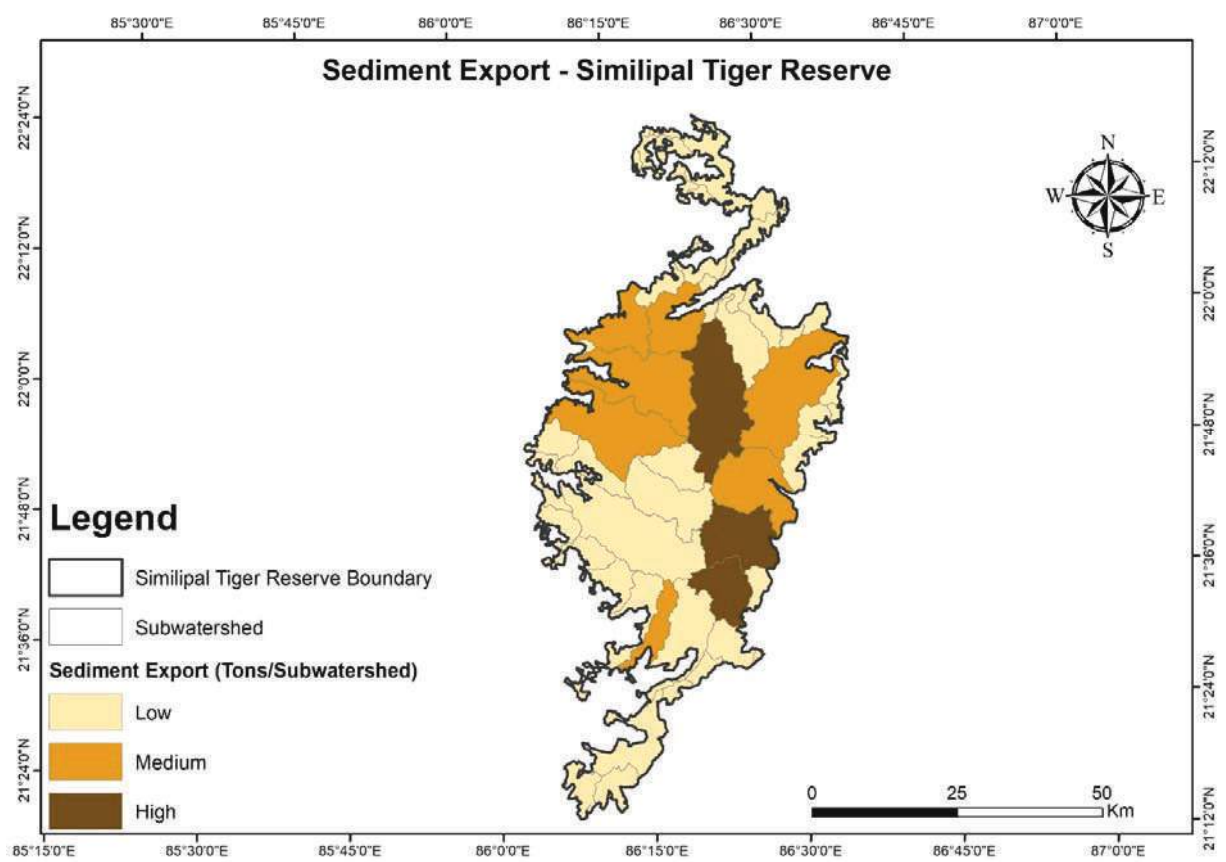 85°30'0"E 85°45'0"E 86°0'0"E 86°15'0"E 86°30'0"E 86°45'0"E 87°0'0"E
Sediment Export - Similipal Tiger Reserve
22°24'0"N
22°12'0"N
22°0'0"N
21°48'0"N
21°36'0"N
21°24'0"N
N
W E
S
22°12'0"N
22°0'0"N
21°48'0"N
21°36'0"N
21°24'0"N
21°12'0"N
Legend
Similipal Tiger Reserve Boundary
Subwatershed
Sediment Export (Tons/Subwatershed)
Low
Medium
High
0 25 50
Km
85°15'0"E 85°30'0"E 85°45'0"E 86°0'0"E 86°15'0"E 86°30'0"E 86°45'0"E 87°0'0"E